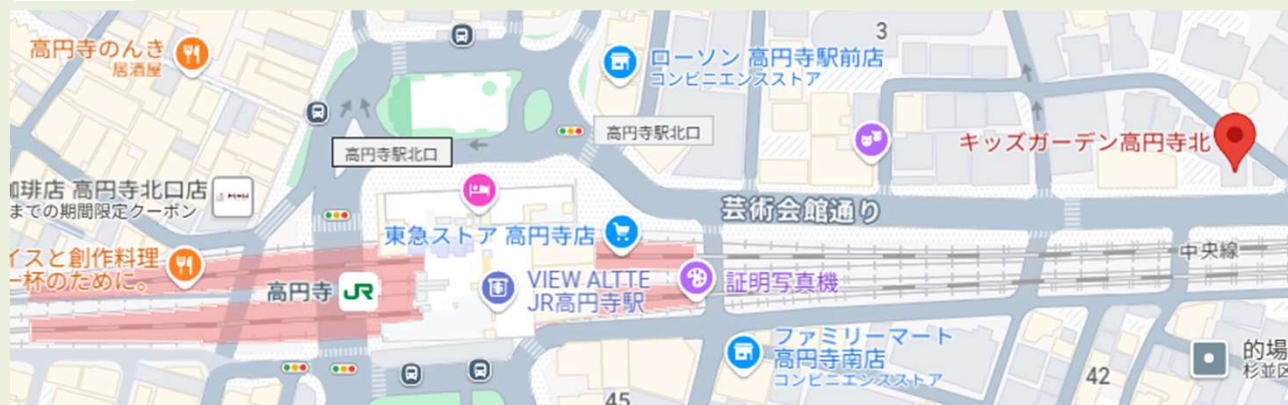 高円寺のんき
居酒屋
3
ローソン 高円寺駅前店
コンビニエンスストア
高円寺駅北口
高円寺駅北口
キッズガーデン高円寺北
珈琲店 高円寺北口店
までの期間限定クーポン
芸術会館通り
東急ストア 高円寺店
中央線
イスと創作料理
一杯のために。
高円寺 JR
VIEW ALTTE
JR高円寺駅
証明写真機
ファミリーマート
高円寺南店
コンビニエンスストア
的場
杉並区
42
45